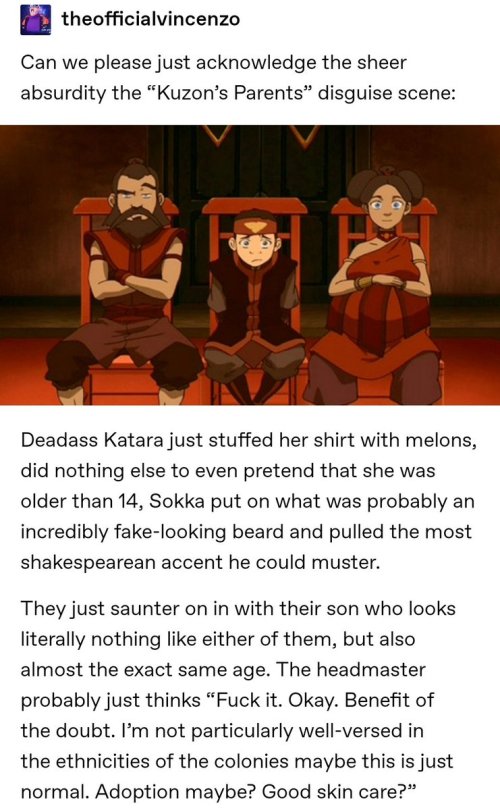 theofficialvincenzo
Can we please just acknowledge the sheer
absurdity the “Kuzon’s Parents” disguise scene:
Deadass Katara just stuffed her shirt with melons,
did nothing else to even pretend that she was
older than 14, Sokka put on what was probably an
incredibly fake-looking beard and pulled the most
shakespearean accent he could muster.
They just saunter on in with their son who looks
literally nothing like either of them, but also
almost the exact same age. The headmaster
probably just thinks “Fuck it. Okay. Benefit of
the doubt. I’m not particularly well-versed in
the ethnicities of the colonies maybe this is just
normal. Adoption maybe? Good skin care?”